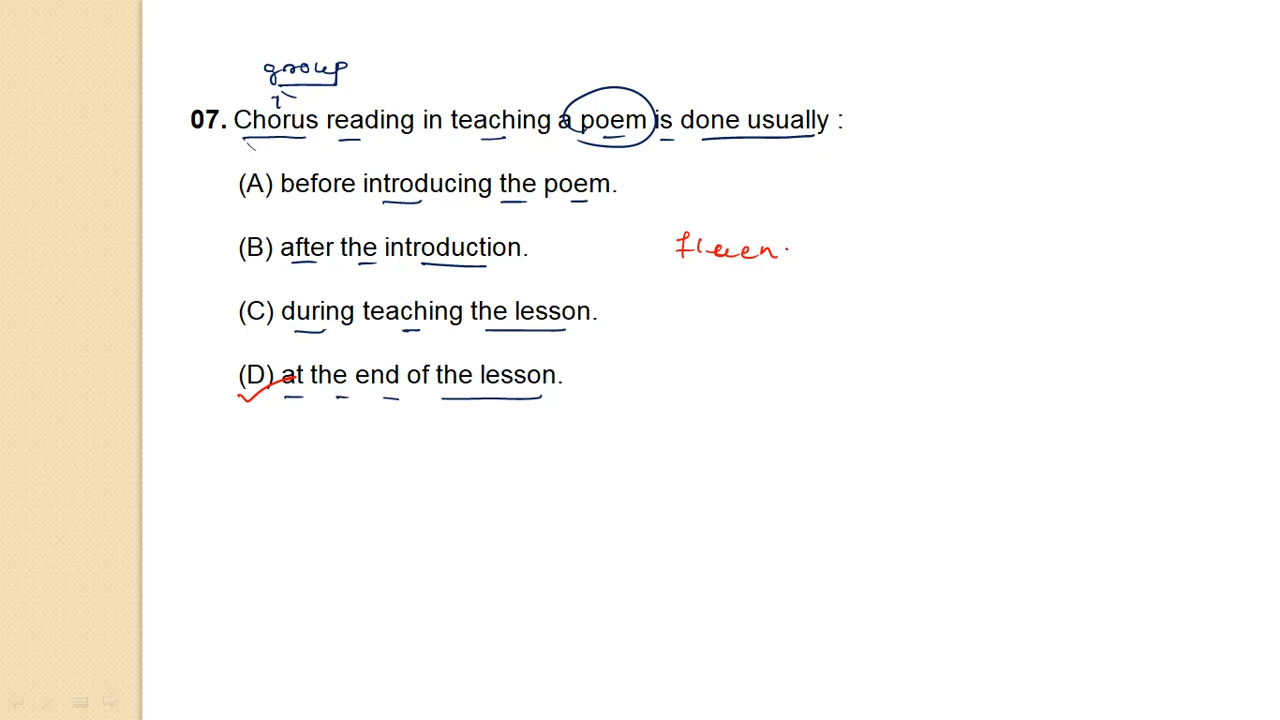 group
07. Chorus reading in teaching a poem is done usually :
(A) before introducing the poem.
(B) after the introduction.
fluen
(C) during teaching the lesson.
(D) at the end of the lesson.